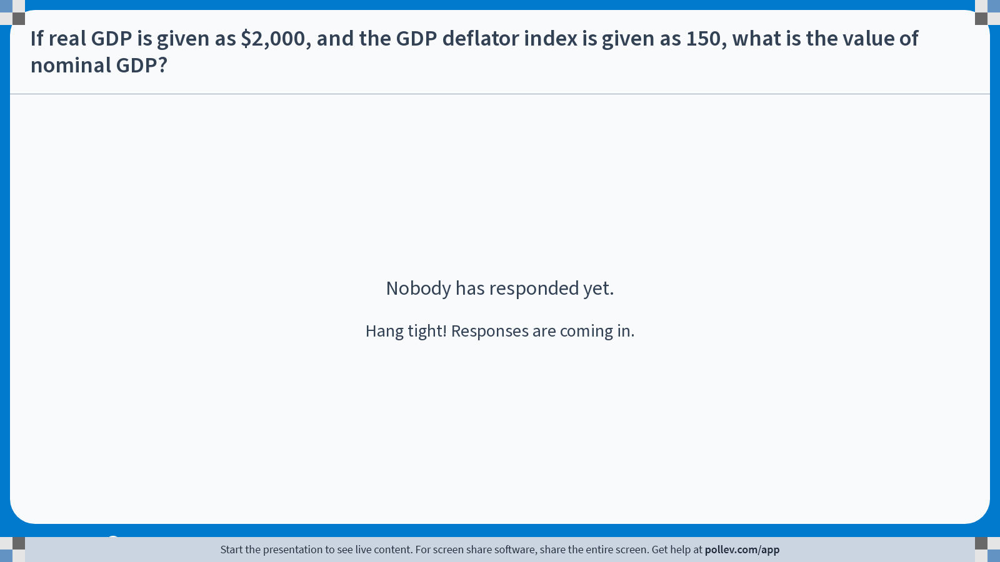 If real GDP is given as $2,000, and the GDP deflator index is given as 150, what is the value of
nominal GDP?
Nobody has responded yet.
Hang tight! Responses are coming in.
Start the presentation to see live content. For screen share software, share the entire screen. Get help at pollev.com/app